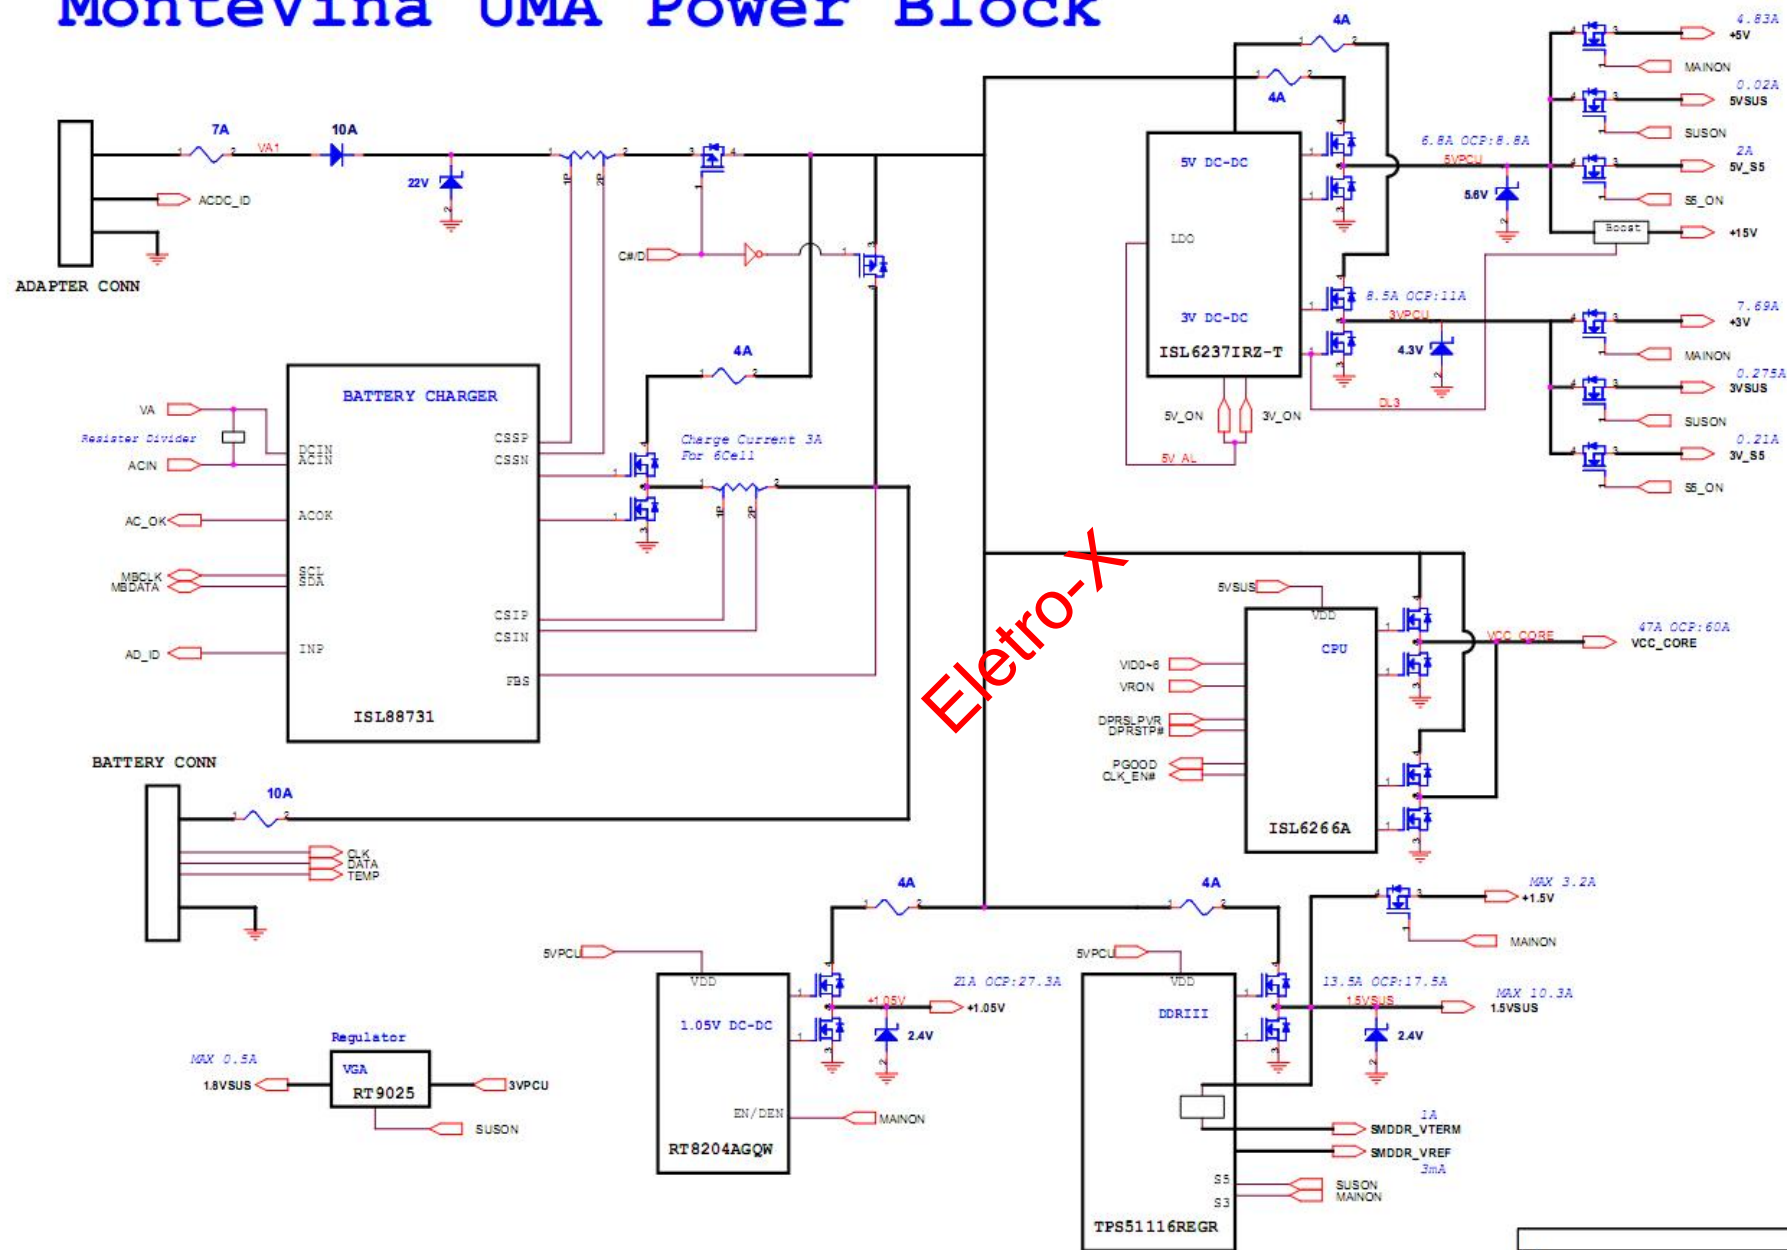 Montevina UMA Power Block
ADAPTER CONN
7A
VA1
10A
22V
ACDC_ID
1P
2P
C#/D
4A
4A
4A
5V DC-DC
LDO
3V DC-DC
ISL6237IRZ-T
5V_ON
3V_ON
5V_AL
DL3
6.8A OCP:8.8A
5VPCU
5.6V
8.5A OCP:11A
3VPCU
4.3V
4.83A
+5V
MAINON
0.02A
5VSUS
SUSON
2A
5V_S5
S5_ON
Boost
+15V
7.69A
+3V
MAINON
0.275A
3VSUS
SUSON
0.21A
3V_S5
S5_ON
BATTERY CHARGER
VA
Resister Divider
ACIN
AC_OK
MBCLK
MBDATA
AD_ID
DCIN
ACIN
ACOK
SCL
SDA
INP
CSSP
CSSN
CSIP
CSIN
FBS
ISL88731
Charge Current 3A
For 6Cell
1P
2P
Eletro-X
5VSUS
VDD
CPU
VID0~6
VRON
DPRSLPVR
DPRSTP#
PGOOD
CLK_EN#
ISL6266A
VCC_CORE
47A OCP:60A
VCC_CORE
BATTERY CONN
10A
CLK
DATA
TEMP
4A
5VPCU
VDD
1.05V DC-DC
EN/DEN
RT8204AGQW
+1.05V
21A OCP:27.3A
+1.05V
2.4V
MAINON
4A
5VPCU
VDD
DDRIII
S5
S3
TPS51116REGR
MAX 3.2A
+1.5V
MAINON
13.5A OCP:17.5A
1.5VSUS
MAX 10.3A
1.5VSUS
2.4V
1A
SMDDR_VTERM
SMDDR_VREF
3mA
SUSON
MAINON
Regulator
MAX 0.5A
1.8VSUS
VGA
RT9025
3VPCU
SUSON